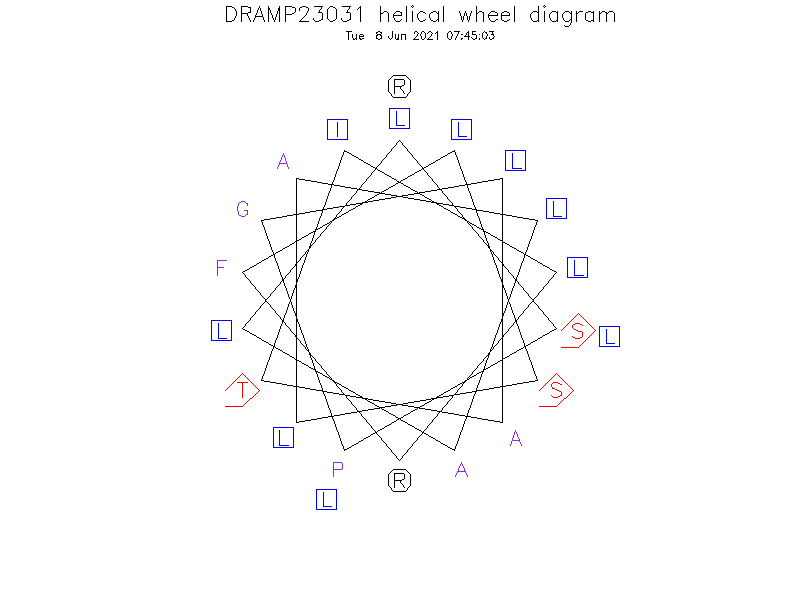 DRAMP23031 helical wheel diagram
Tue 8 Jun 2021 07:45:03
R
I L L
A L
G L
F L
L S L
T S
L A
P R A
L